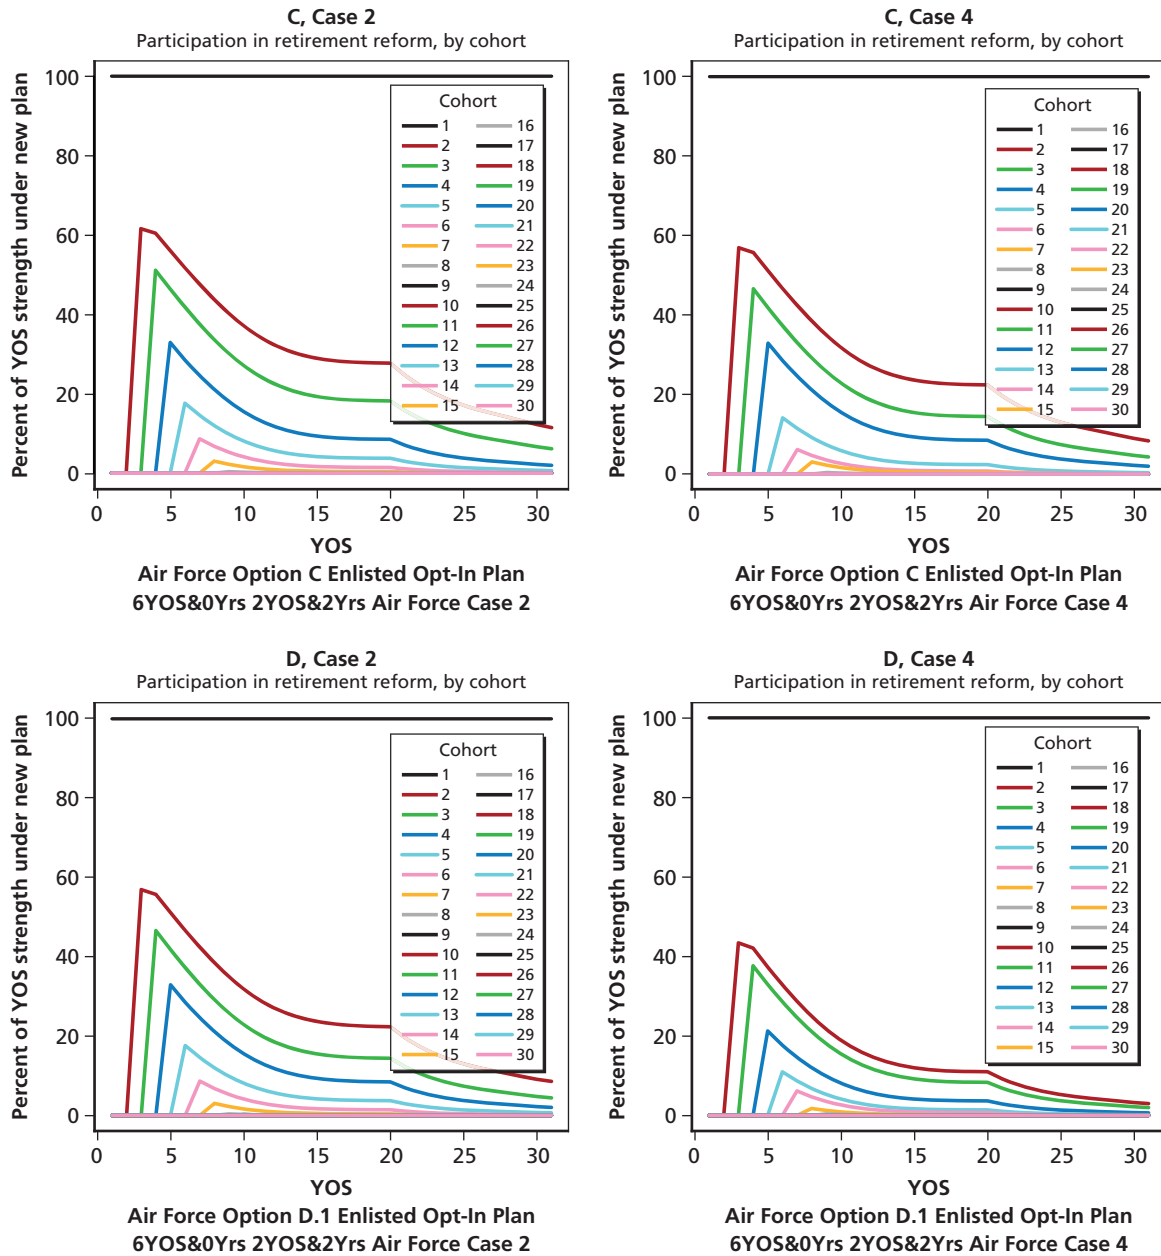 C, Case 2
Participation in retirement reform, by cohort
Percent of YOS strength under new plan
100
80
60
40
20
0
Cohort
1 16
2 17
3 18
4 19
5 20
6 21
7 22
8 23
9 24
10 25
11 26
12 27
13 28
14 29
15 30
0 5 10 15 20 25 30
YOS
Air Force Option C Enlisted Opt-In Plan
6YOS&0Yrs 2YOS&2Yrs Air Force Case 2
C, Case 4
Participation in retirement reform, by cohort
Percent of YOS strength under new plan
100
80
60
40
20
0
Cohort
1 16
2 17
3 18
4 19
5 20
6 21
7 22
8 23
9 24
10 25
11 26
12 27
13 28
14 29
15 30
0 5 10 15 20 25 30
YOS
Air Force Option C Enlisted Opt-In Plan
6YOS&0Yrs 2YOS&2Yrs Air Force Case 4
D, Case 2
Participation in retirement reform, by cohort
Percent of YOS strength under new plan
100
80
60
40
20
0
Cohort
1 16
2 17
3 18
4 19
5 20
6 21
7 22
8 23
9 24
10 25
11 26
12 27
13 28
14 29
15 30
0 5 10 15 20 25 30
YOS
Air Force Option D.1 Enlisted Opt-In Plan
6YOS&0Yrs 2YOS&2Yrs Air Force Case 2
D, Case 4
Participation in retirement reform, by cohort
Percent of YOS strength under new plan
100
80
60
40
20
0
Cohort
1 16
2 17
3 18
4 19
5 20
6 21
7 22
8 23
9 24
10 25
11 26
12 27
13 28
14 29
15 30
0 5 10 15 20 25 30
YOS
Air Force Option D.1 Enlisted Opt-In Plan
6YOS&0Yrs 2YOS&2Yrs Air Force Case 4